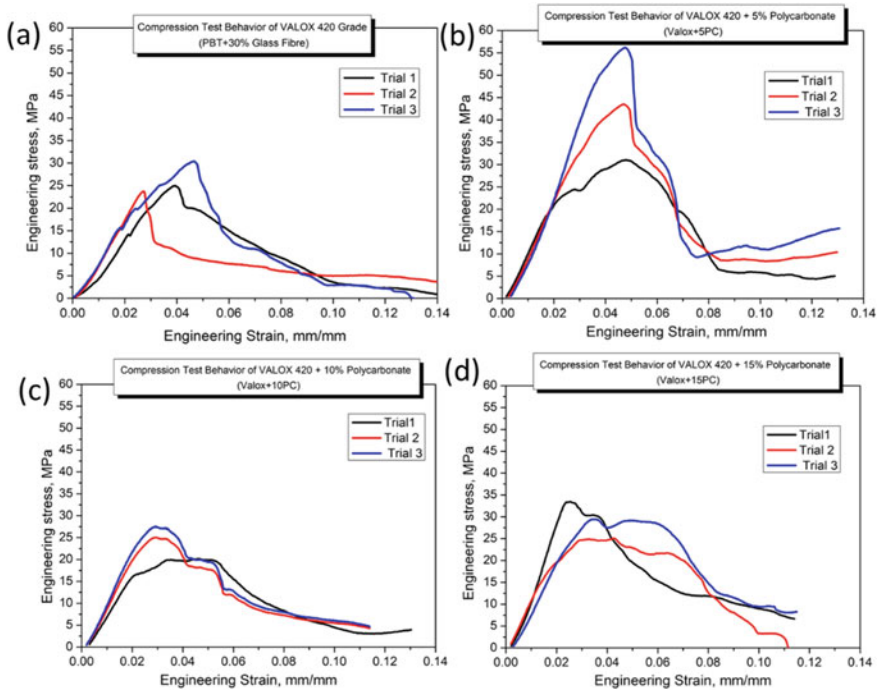 (a)
Compression Test Behavior of VALOX 420 Grade
(PBT+30% Glass Fibre)
Trial 1
Trial 2
Trial 3
Engineering stress, MPa
60
55
50
45
40
35
30
25
20
15
10
5
0
0.00 0.02 0.04 0.06 0.08 0.10 0.12 0.14
Engineering Strain, mm/mm
(b)
Compression Test Behavior of VALOX 420 + 5% Polycarbonate
(Valox+5PC)
Trial1
Trial 2
Trial 3
Engineering stress, MPa
60
55
50
45
40
35
30
25
20
15
10
5
0
0.00 0.02 0.04 0.06 0.08 0.10 0.12 0.14
Engineering Strain, mm/mm
(c)
Compression Test Behavior of VALOX 420 + 10% Polycarbonate
(Valox+10PC)
Trial1
Trial 2
Trial 3
Engineering stress, MPa
60
55
50
45
40
35
30
25
20
15
10
5
0
0.00 0.02 0.04 0.06 0.08 0.10 0.12 0.14
Engineering Strain, mm/mm
(d)
Compression Test Behavior of VALOX 420 + 15% Polycarbonate
(Valox+15PC)
Trial1
Trial 2
Trial 3
Engineering stress, MPa
60
55
50
45
40
35
30
25
20
15
10
5
0
0.00 0.02 0.04 0.06 0.08 0.10 0.12 0.14
Engineering Strain, mm/mm